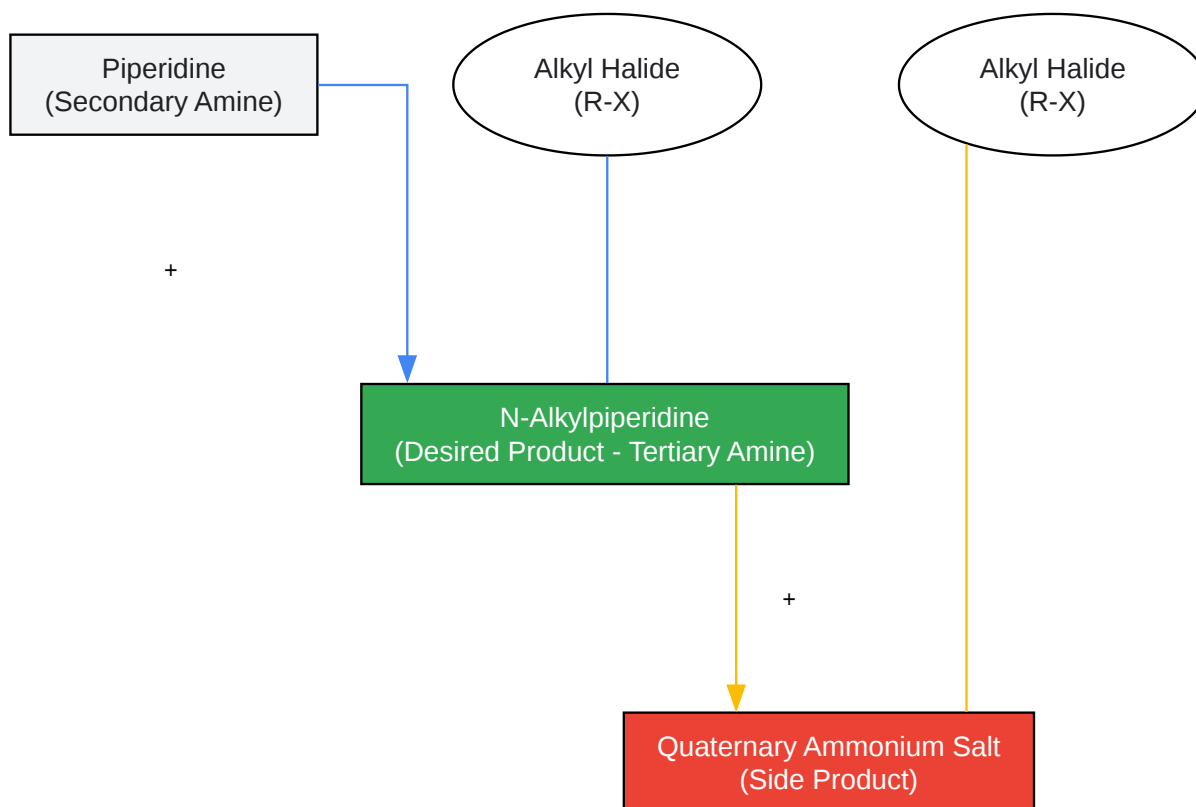 Piperidine
(Secondary Amine)
Alkyl Halide
(R-X)
Alkyl Halide
(R-X)
+
N-Alkylpiperidine
(Desired Product - Tertiary Amine)
+
Quaternary Ammonium Salt
(Side Product)